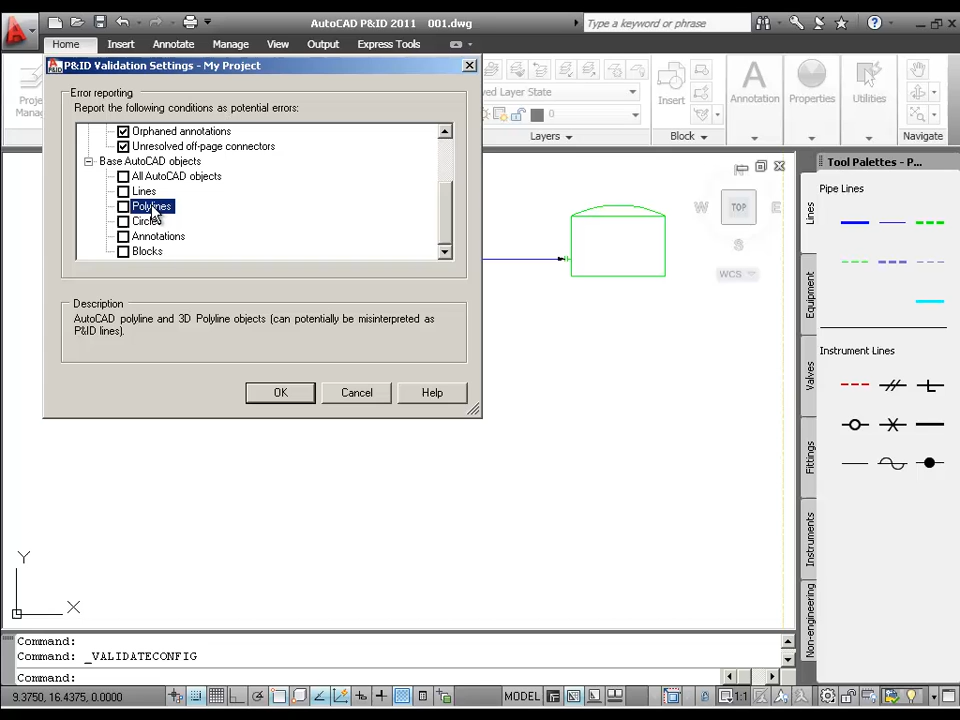 AutoCAD P&ID 2011 001.dwg
Type a keyword or phrase
Home Insert Annotate Manage View Output Express Tools
P&ID Validation Settings - My Project
Error reporting
Report the following conditions as potential errors:
Orphaned annotations
Unresolved off-page connectors
Base AutoCAD objects
All AutoCAD objects
Lines
Polylines
Circles
Annotations
Blocks
Description
AutoCAD polyline and 3D Polyline objects (can potentially be misinterpreted as
P&ID lines).
OK Cancel Help
Layer State
0
Layers
Insert
Block
Annotation
Properties
Utilities
Navigate
W TOP E
S
WCS
Tool Palettes - P...
Pipe Lines
Instrument Lines
Lines
Equipment
Valves
Fittings
Instruments
Non-engineering
Y
X
Command:
Command: _VALIDATECONFIG
Command:
9.3750, 16.4375, 0.0000
MODEL
1:1
P&ID